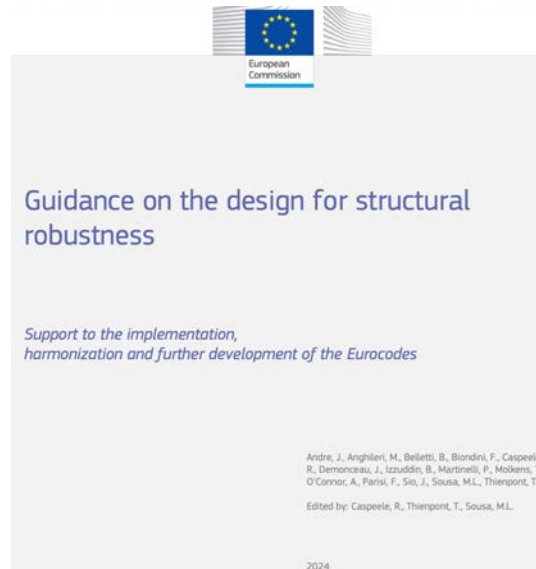 European
Commission
Guidance on the design for structural
robustness
Support to the implementation,
harmonization and further development of the Eurocodes
Andre, J., Anghileri, M., Belletti, B., Biondini, F., Caspeele
R., Demonceau, J., Izzuddin, B., Martinelli, P., Molkens,
O'Connor, A., Parisi, F., Sio, J., Sousa, M.L., Thienpont, T.
Edited by: Caspeele, R., Thienpont, T., Sousa, M.L.
2024